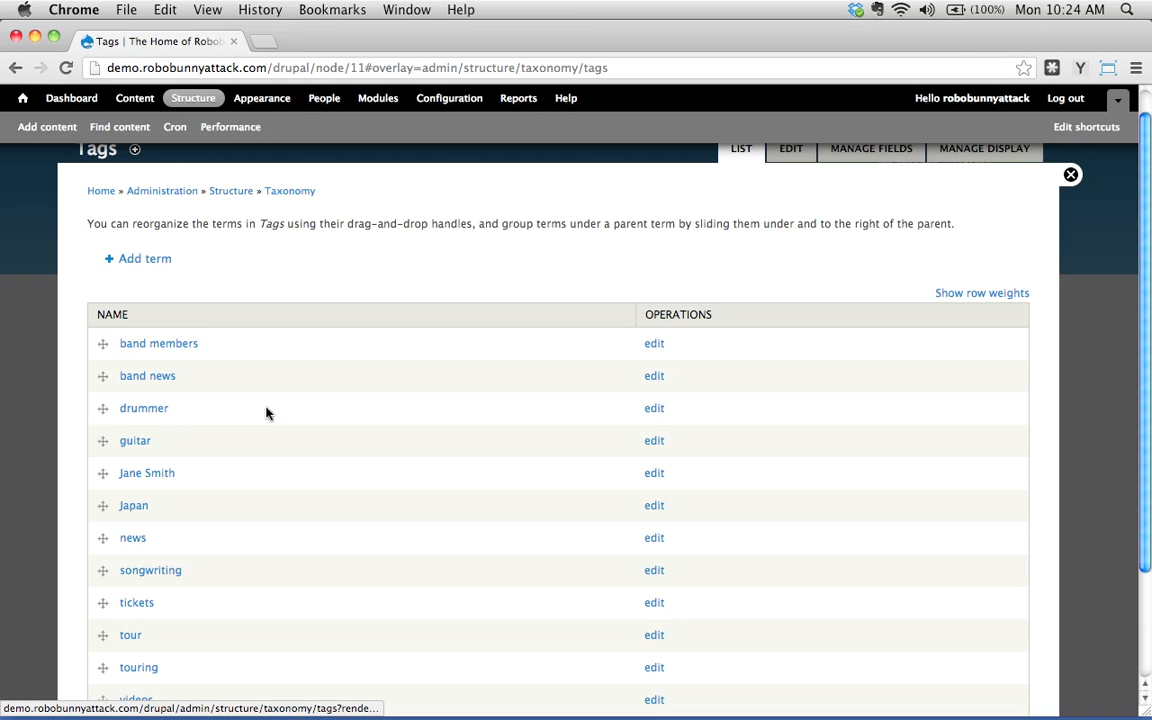 Chrome File Edit View History Bookmarks Window Help (100%) Mon 10:24 AM
Tags | The Home of Robo
demo.robobunnyattack.com/drupal/node/11#overlay=admin/structure/taxonomy/tags
Dashboard Content Structure Appearance People Modules Configuration Reports Help Hello robobunnyattack Log out
Add content Find content Cron Performance Edit shortcuts
Tags LIST EDIT MANAGE FIELDS MANAGE DISPLAY
Home » Administration » Structure » Taxonomy
You can reorganize the terms in Tags using their drag-and-drop handles, and group terms under a parent term by sliding them under and to the right of the parent.
+ Add term
Show row weights
NAME OPERATIONS
band members edit
band news edit
drummer edit
guitar edit
Jane Smith edit
Japan edit
news edit
songwriting edit
tickets edit
tour edit
touring edit
videos edit
demo.robobunnyattack.com/drupal/admin/structure/taxonomy/tags?rende...